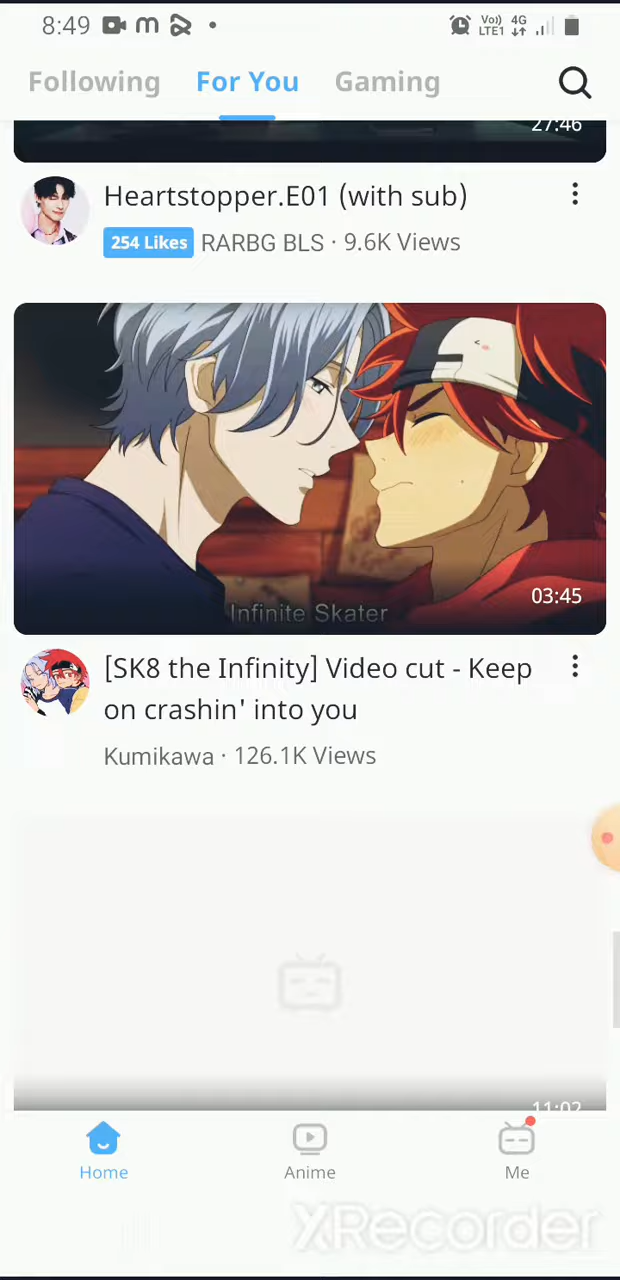 8:49
Vo)) 4G
LTE1
Following For You Gaming
27:46
Heartstopper.E01 (with sub)
254 Likes RARBG BLS · 9.6K Views
03:45
Infinite Skater
[SK8 the Infinity] Video cut - Keep
on crashin' into you
Kumikawa · 126.1K Views
11:02
Home Anime Me
XRecorder